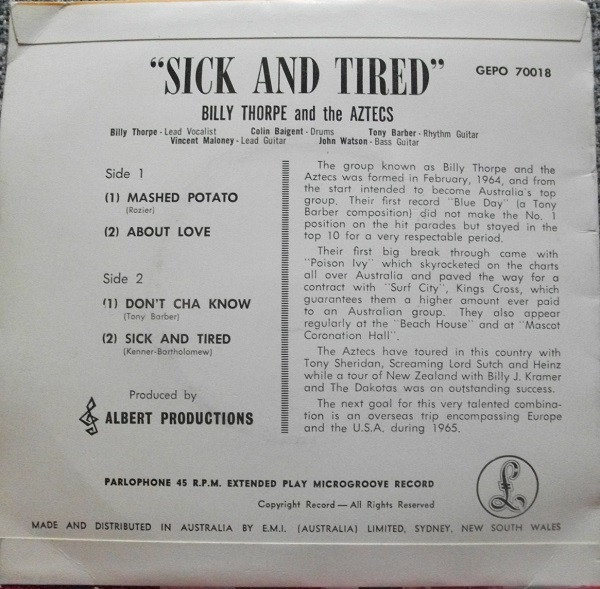 "SICK AND TIRED"
GEPO 70018
BILLY THORPE and the AZTECS
Billy Thorpe - Lead Vocalist Colin Baigent - Drums Tony Barber - Rhythm Guitar
Vincent Maloney - Lead Guitar John Watson - Bass Guitar
Side 1
(1) MASHED POTATO
(Rozier)
(2) ABOUT LOVE
Side 2
(1) DON'T CHA KNOW
(Tony Barber)
(2) SICK AND TIRED
(Kenner-Bartholomew)
Produced by
ALBERT PRODUCTIONS
The group known as Billy Thorpe and the
Aztecs was formed in February, 1964, and from
the start intended to become Australia's top
group. Their first record "Blue Day" (a Tony
Barber composition) did not make the No. 1
position on the hit parades but stayed in the
top 10 for a very respectable period.
Their first big break through came with
"Poison Ivy" which skyrocketed on the charts
all over Australia and paved the way for a
contract with "Surf City", Kings Cross, which
guarantees them a higher amount ever paid
to an Australian group. They also appear
regularly at the "Beach House" and at "Mascot
Coronation Hall".
The Aztecs have toured in this country with
Tony Sheridan, Screaming Lord Sutch and Heinz
while a tour of New Zealand with Billy J. Kramer
and The Dakotas was an outstanding success.
The next goal for this very talented combina-
tion is an overseas trip encompassing Europe
and the U.S.A. during 1965.
PARLOPHONE 45 R.P.M. EXTENDED PLAY MICROGROOVE RECORD
Copyright Record — All Rights Reserved
£
MADE AND DISTRIBUTED IN AUSTRALIA BY E.M.I. (AUSTRALIA) LIMITED, SYDNEY, NEW SOUTH WALES